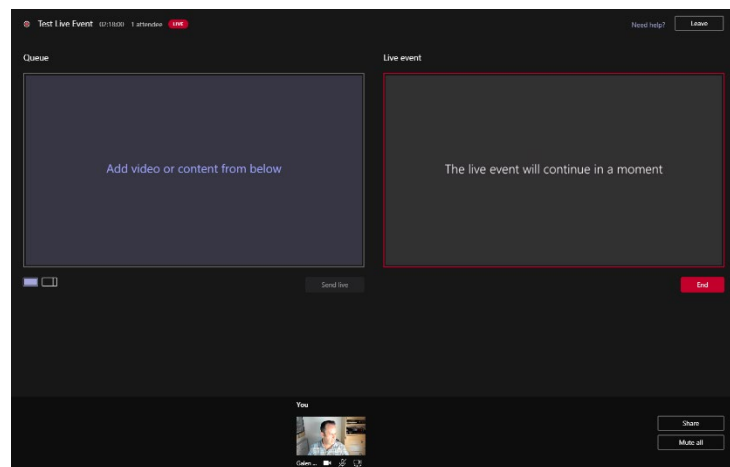 Test Live Event 02:18:00 1 attendee LIVE
Need help? Leave
Queue
Live event
Add video or content from below
The live event will continue in a moment
Send live
End
You
Share
Mute all
Galen ...